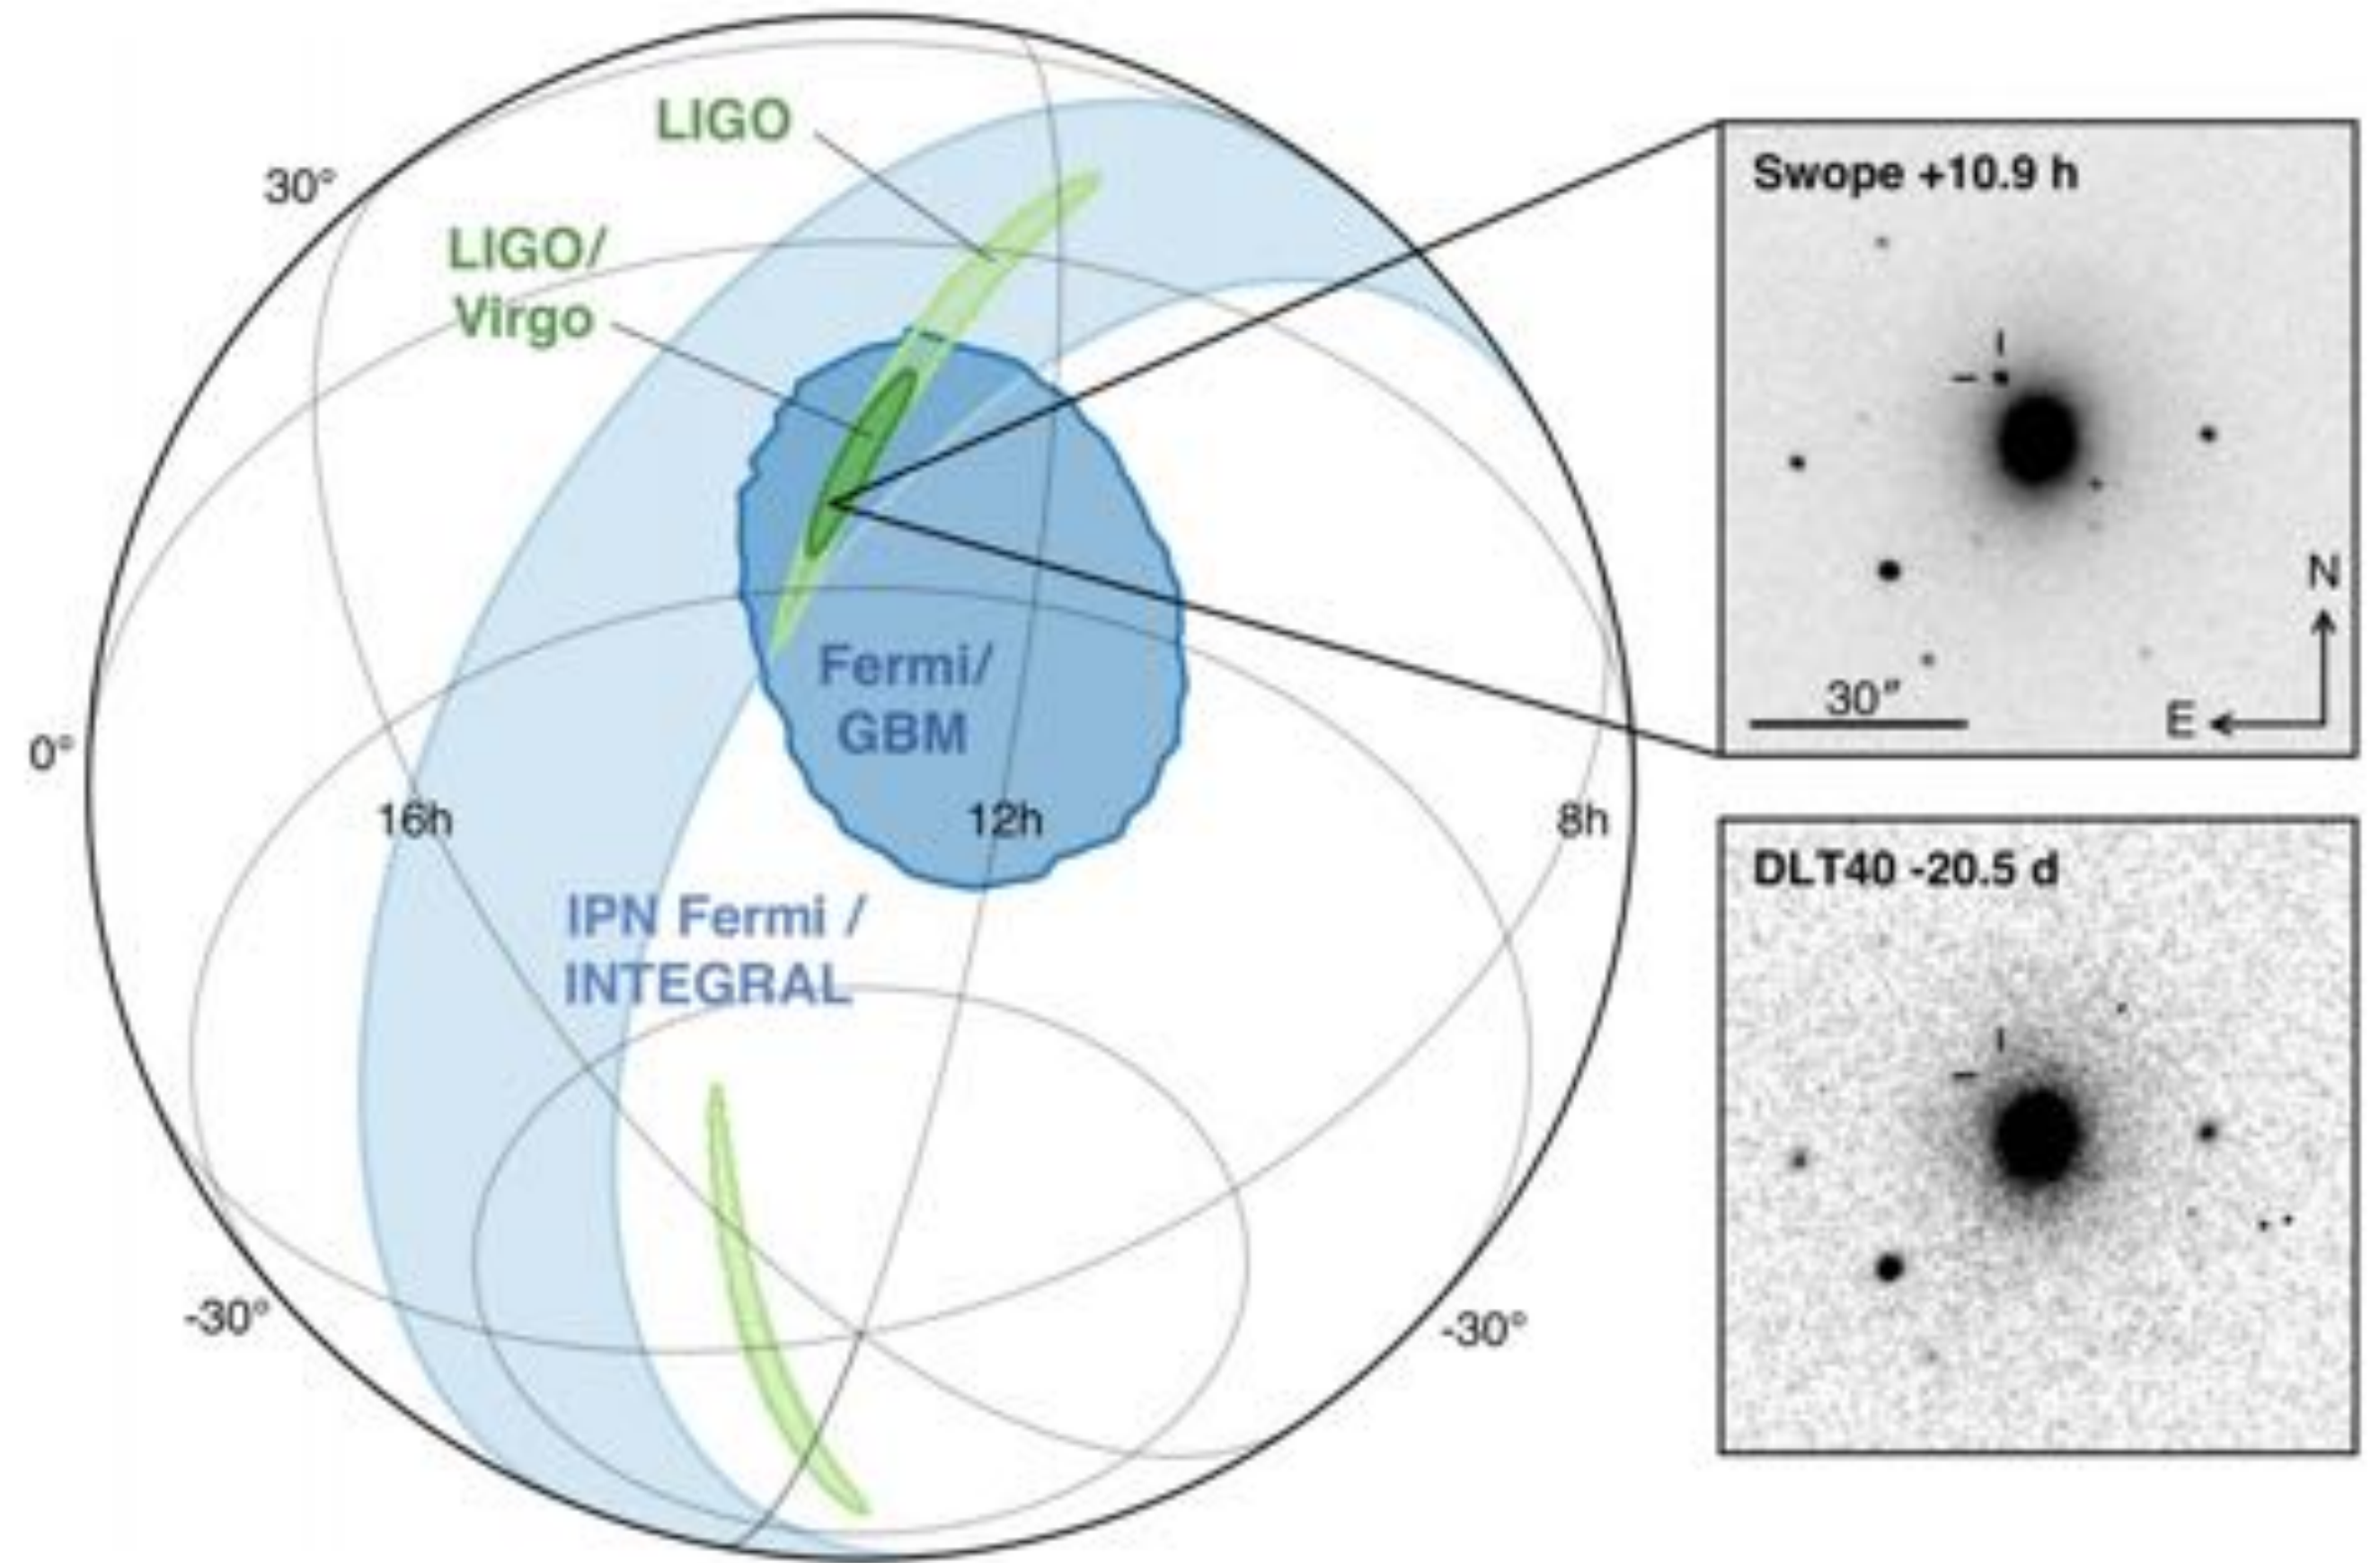 LIGO
30°
LIGO/
Virgo
Fermi/
GBM
0°
16h
12h
8h
IPN Fermi /
INTEGRAL
-30°
-30°
Swope +10.9 h
N
30″
E
DLT40 -20.5 d